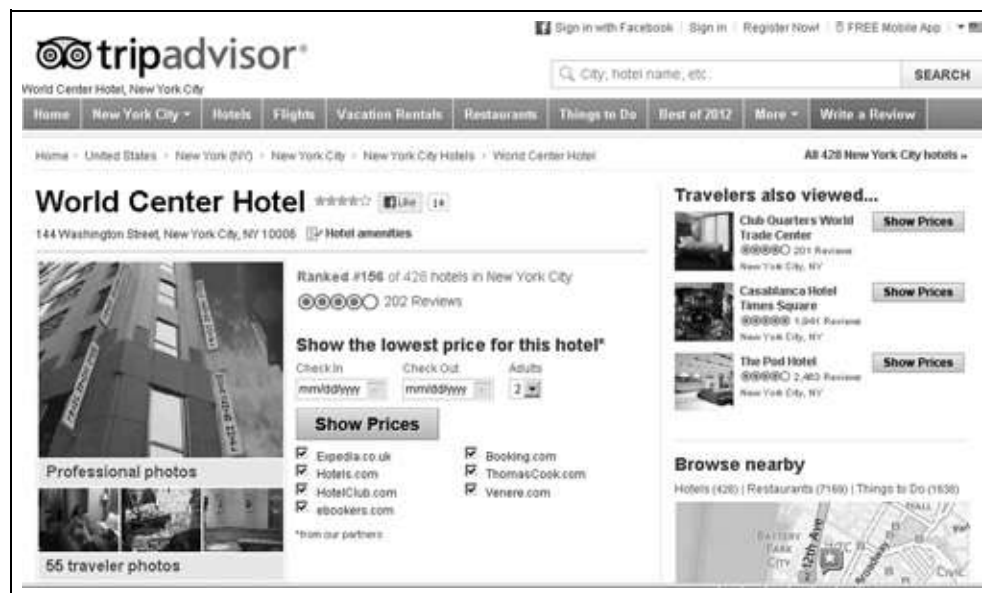 Sign in with Facebook Sign in Register Now! FREE Mobile App
tripadvisor®
City, hotel name, etc. SEARCH
World Center Hotel, New York City
Home New York City Hotels Flights Vacation Rentals Restaurants Things to Do Best of 2012 More Write a Review
Home United States New York (NY) New York City New York City Hotels World Center Hotel All 428 New York City hotels »
World Center Hotel Like
144 Washington Street, New York City, NY 10006 Hotel amenities
Ranked #156 of 428 hotels in New York City
202 Reviews
Show the lowest price for this hotel*
Check In Check Out Adults
mm/dd/yyyy mm/dd/yyyy 2
Show Prices
Expedia.co.uk Booking.com
Hotels.com ThomasCook.com
HotelClub.com Venere.com
ebookers.com
*from our partners
Professional photos
55 traveler photos
Travelers also viewed...
Club Quarters World Trade Center Show Prices
201 Reviews
New York City, NY
Casablanca Hotel Times Square Show Prices
Reviews
New York City, NY
The Pod Hotel Show Prices
Reviews
New York City, NY
Browse nearby
Hotels (428) | Restaurants (7169) | Things to Do (1638)
BATTERY
PARK
CITY
12th Ave
WTC
Broadway
HALL
Park
CIVIC